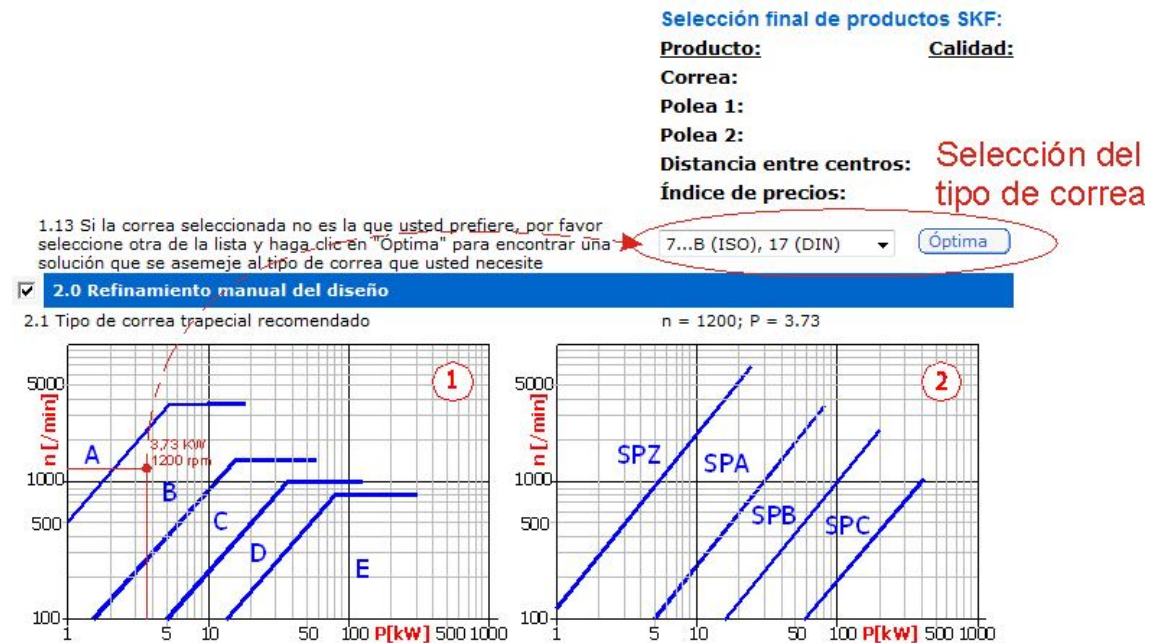 Selección final de productos SKF:
Producto: Calidad:
Correa:
Polea 1:
Polea 2:
Distancia entre centros:
Índice de precios:
Selección del
tipo de correa
1.13 Si la correa seleccionada no es la que usted prefiere, por favor
seleccione otra de la lista y haga clic en "Óptima" para encontrar una
solución que se asemeje al tipo de correa que usted necesite
7...B (ISO), 17 (DIN)
Óptima
2.0 Refinamiento manual del diseño
2.1 Tipo de correa trapecial recomendado
n = 1200; P = 3.73
5000
1000
500
100
n [/min]
1
3,73 KW
1200 rpm
A
B
C
D
E
1 5 10 50 100 P[kW] 500 1000
5000
1000
500
100
n [/min]
2
SPZ
SPA
SPB
SPC
1 5 10 50 100 P[kW] 500 1000